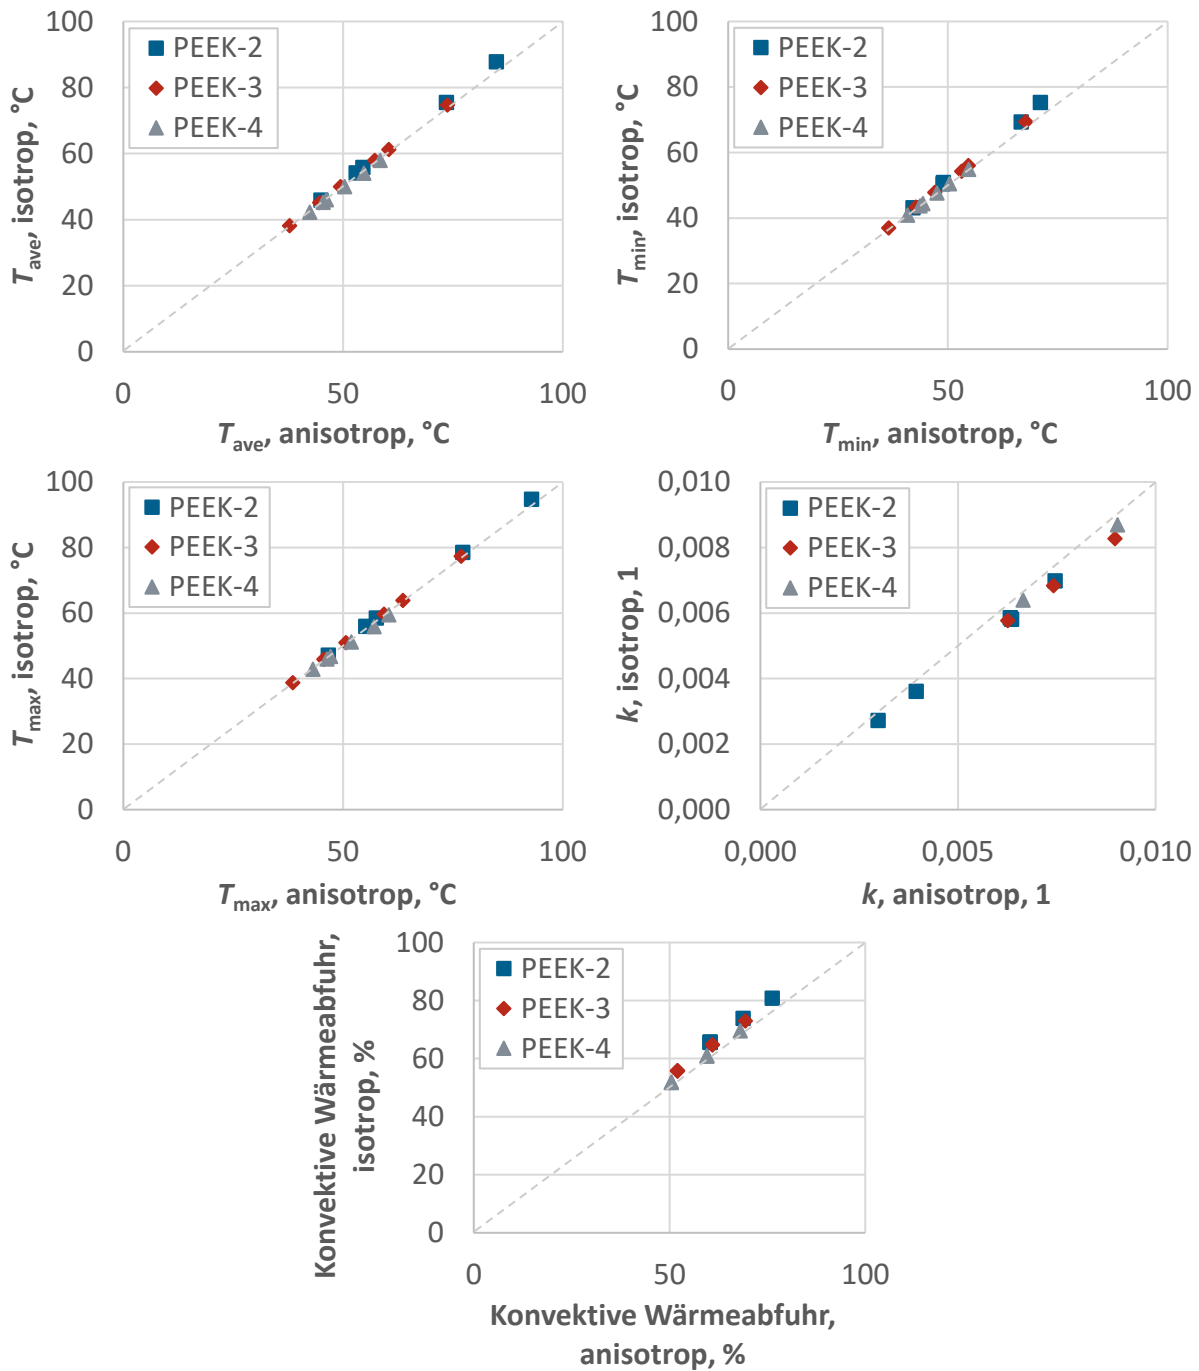 100
80
60
40
20
0
T_ave, isotrop, °C
PEEK-2
PEEK-3
PEEK-4
0
50
100
T_ave, anisotrop, °C
100
80
60
40
20
0
T_min, isotrop, °C
PEEK-2
PEEK-3
PEEK-4
0
50
100
T_min, anisotrop, °C
100
80
60
40
20
0
T_max, isotrop, °C
PEEK-2
PEEK-3
PEEK-4
0
50
100
T_max, anisotrop, °C
0,010
0,008
0,006
0,004
0,002
0,000
k, isotrop, 1
PEEK-2
PEEK-3
PEEK-4
0,000
0,005
0,010
k, anisotrop, 1
100
80
60
40
20
0
Konvektive Wärmeabfuhr,
isotrop, %
PEEK-2
PEEK-3
PEEK-4
0
50
100
Konvektive Wärmeabfuhr,
anisotrop, %